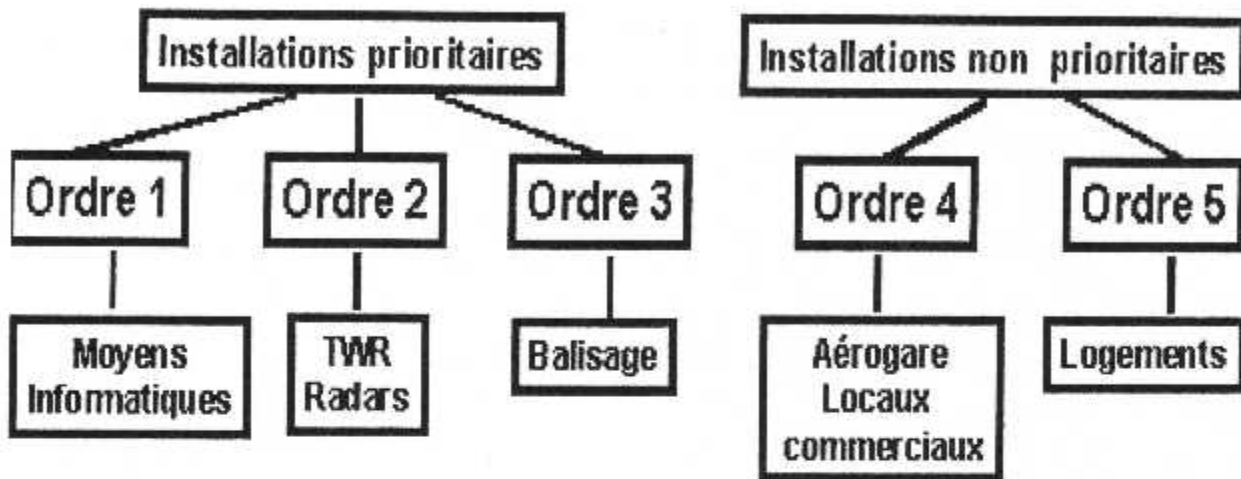 Installations prioritaires
Installations non prioritaires
Ordre 1
Ordre 2
Ordre 3
Ordre 4
Ordre 5
Moyens
Informatiques
TWR
Radars
Balisage
Aérogare
Locaux
commerciaux
Logements